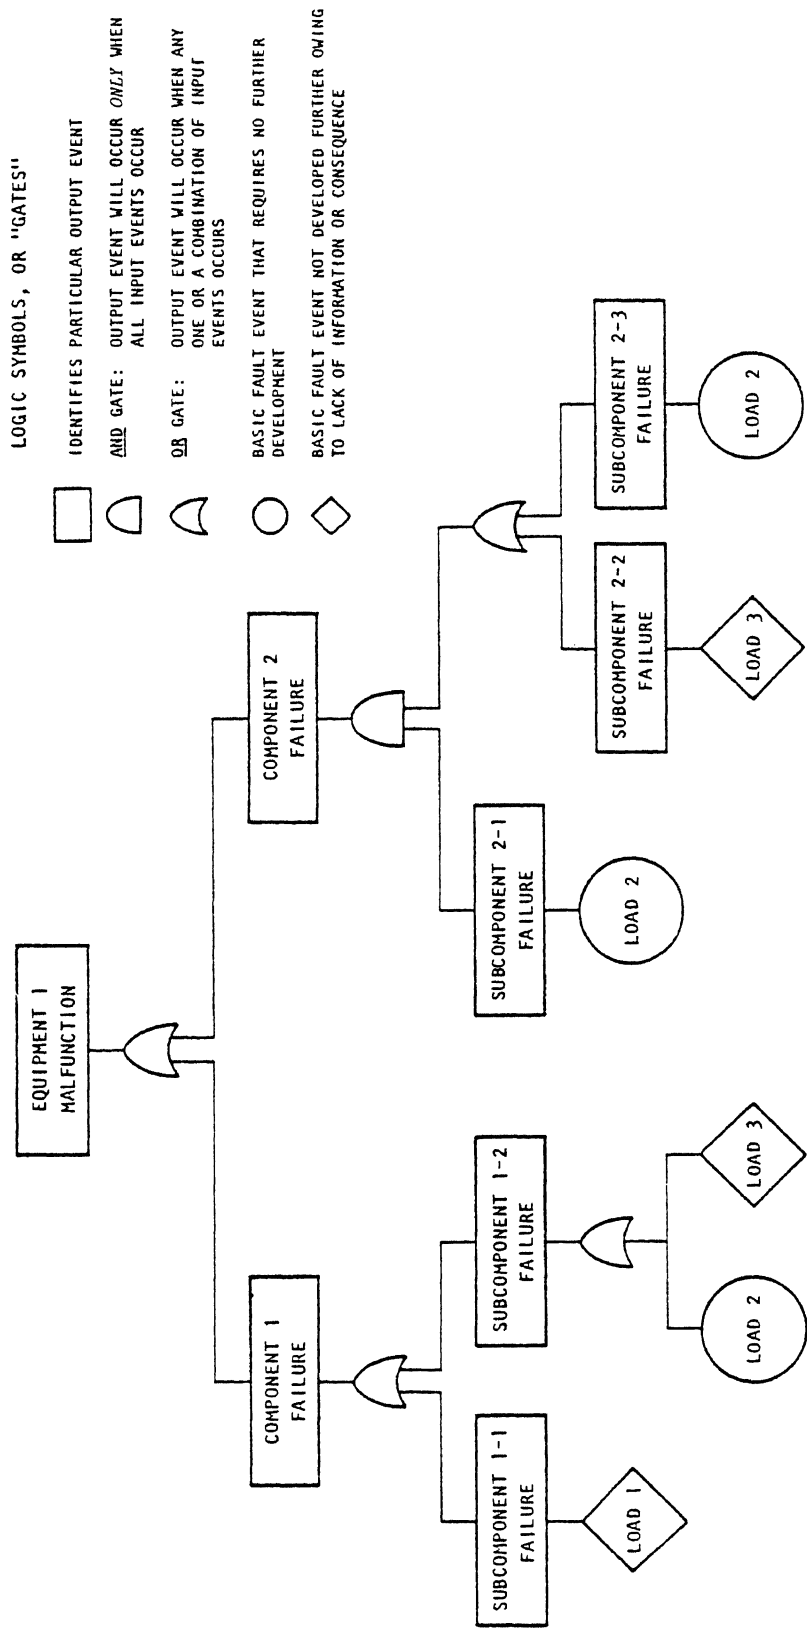 LOGIC SYMBOLS, OR "GATES"
IDENTIFIES PARTICULAR OUTPUT EVENT
AND GATE: OUTPUT EVENT WILL OCCUR ONLY WHEN
ALL INPUT EVENTS OCCUR
OR GATE: OUTPUT EVENT WILL OCCUR WHEN ANY
ONE OR A COMBINATION OF INPUT
EVENTS OCCURS
BASIC FAULT EVENT THAT REQUIRES NO FURTHER
DEVELOPMENT
BASIC FAULT EVENT NOT DEVELOPED FURTHER OWING
TO LACK OF INFORMATION OR CONSEQUENCE
EQUIPMENT 1
MALFUNCTION
COMPONENT 1
FAILURE
COMPONENT 2
FAILURE
SUBCOMPONENT 1-1
FAILURE
SUBCOMPONENT 1-2
FAILURE
SUBCOMPONENT 2-1
FAILURE
SUBCOMPONENT 2-2
FAILURE
SUBCOMPONENT 2-3
FAILURE
LOAD 1
LOAD 2
LOAD 3
LOAD 2
LOAD 3
LOAD 2